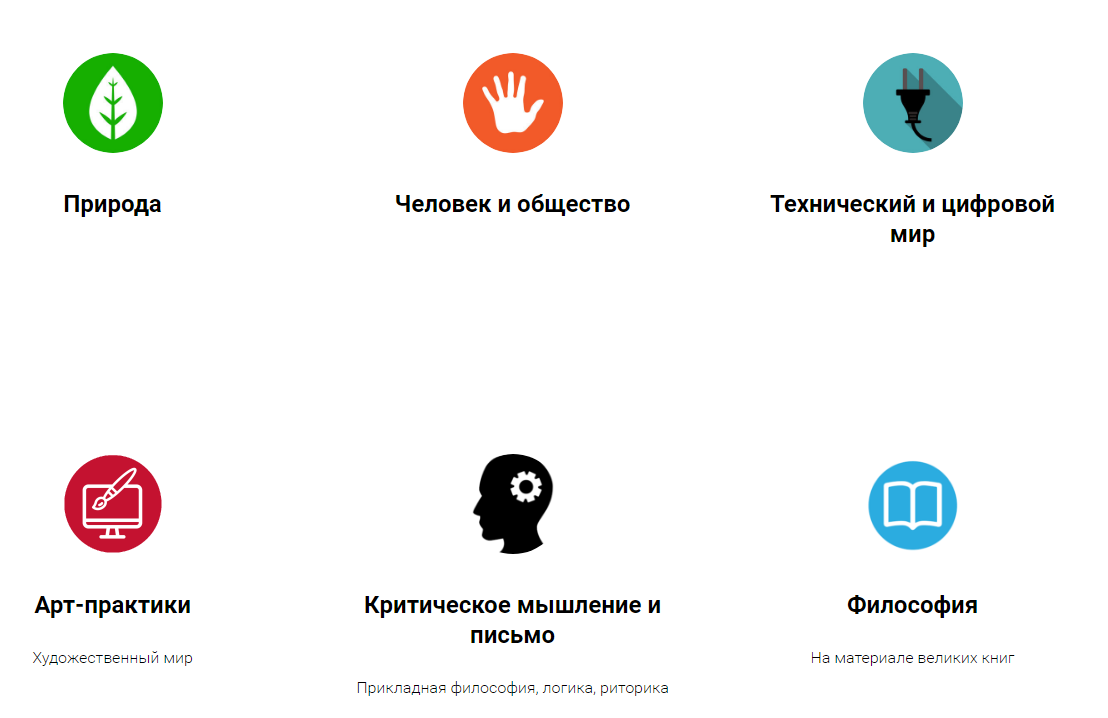 Природа
Человек и общество
Технический и цифровой
мир
Арт-практики
Художественный мир
Критическое мышление и
письмо
Прикладная философия, логика, риторика
Философия
На материале великих книг